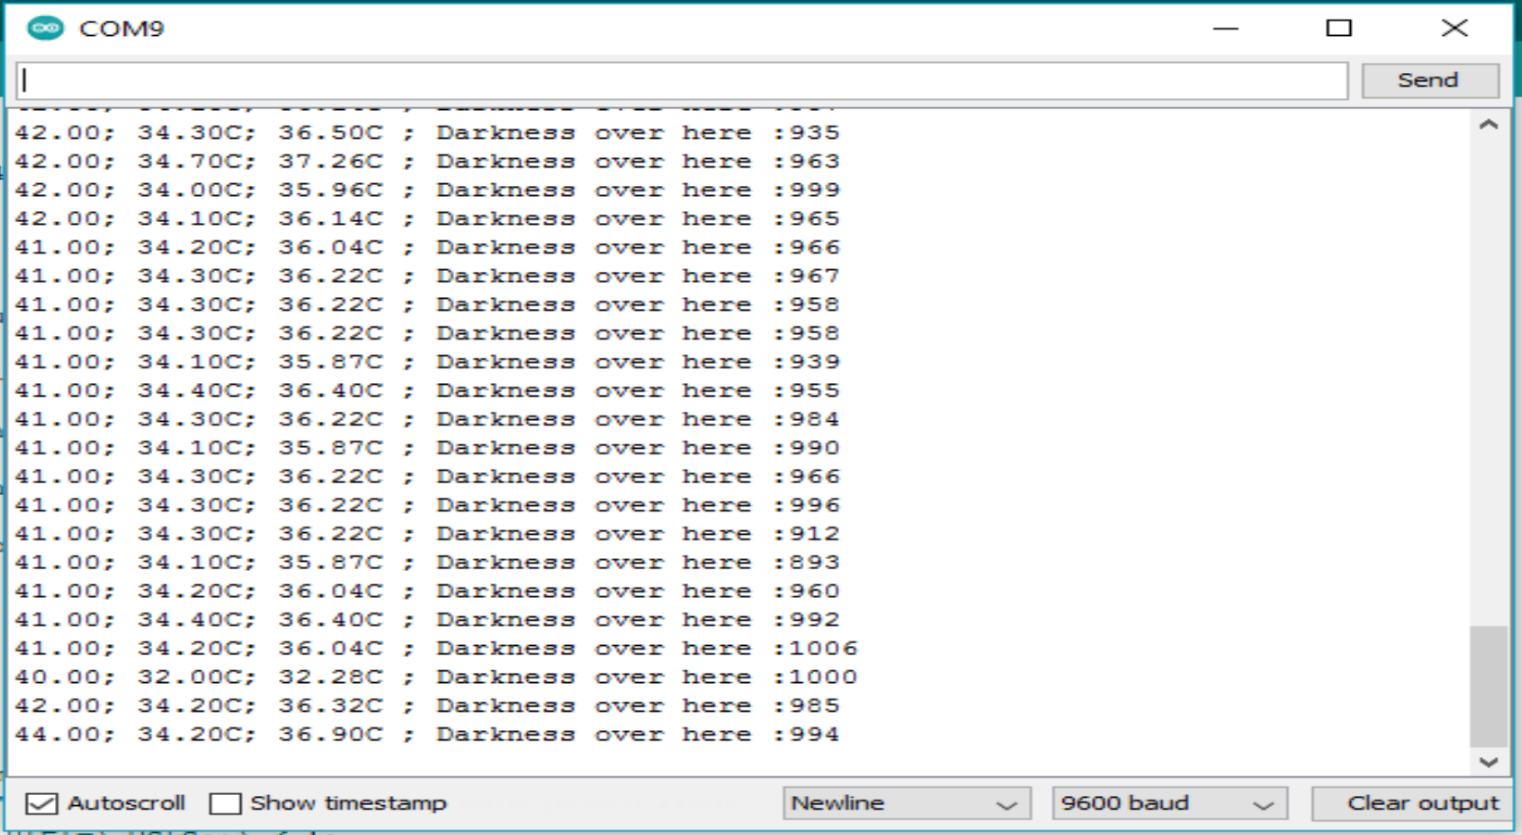 COM9
Send
42.00; 34.30C; 36.50C ; Darkness over here :935
42.00; 34.70C; 37.26C ; Darkness over here :963
42.00; 34.00C; 35.96C ; Darkness over here :999
42.00; 34.10C; 36.14C ; Darkness over here :965
41.00; 34.20C; 36.04C ; Darkness over here :966
41.00; 34.30C; 36.22C ; Darkness over here :967
41.00; 34.30C; 36.22C ; Darkness over here :958
41.00; 34.30C; 36.22C ; Darkness over here :958
41.00; 34.10C; 35.87C ; Darkness over here :939
41.00; 34.40C; 36.40C ; Darkness over here :955
41.00; 34.30C; 36.22C ; Darkness over here :984
41.00; 34.10C; 35.87C ; Darkness over here :990
41.00; 34.30C; 36.22C ; Darkness over here :966
41.00; 34.30C; 36.22C ; Darkness over here :996
41.00; 34.30C; 36.22C ; Darkness over here :912
41.00; 34.10C; 35.87C ; Darkness over here :893
41.00; 34.20C; 36.04C ; Darkness over here :960
41.00; 34.40C; 36.40C ; Darkness over here :992
41.00; 34.20C; 36.04C ; Darkness over here :1006
40.00; 32.00C; 32.28C ; Darkness over here :1000
42.00; 34.20C; 36.32C ; Darkness over here :985
44.00; 34.20C; 36.90C ; Darkness over here :994
Autoscroll Show timestamp Newline 9600 baud Clear output